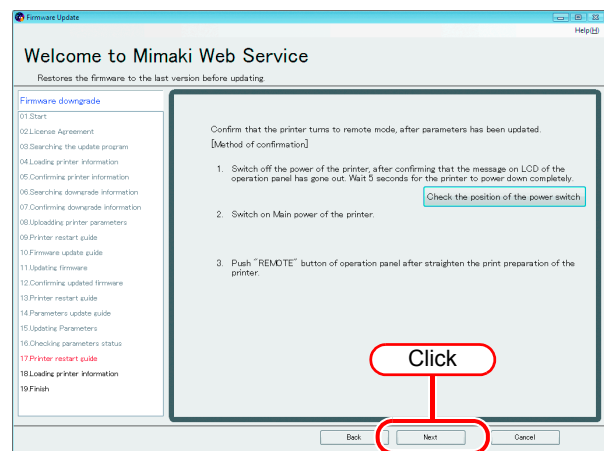 Firmware Update
Help(H)
Welcome to Mimaki Web Service
Restores the firmware to the last version before updating.
Firmware downgrade
01.Start
02.License Agreement
03.Searching the update program
04.Loading printer information
05.Confirming printer information
06.Searching downgrade information
07.Confirming downgrade information
08.Uploadding printer parameters
09.Printer restart guide
10.Firmware update guide
11.Updating firmware
12.Confirming updated firmware
13.Printer restart guide
14.Parameters update guide
15.Updating Parameters
16.Checking parameters status
17.Printer restart guide
18.Loading printer information
19.Finish
Confirm that the printer turns to remote mode, after parameters has been updated.
[Method of confirmation]
1. Switch off the power of the printer, after confirming that the message on LCD of the
operation panel has gone out. Wait 5 seconds for the printer to power down completely.
Check the position of the power switch
2. Switch on Main power of the printer.
3. Push "REMOTE" button of operation panel after straighten the print preparation of the
printer.
Click
Back
Next
Cancel